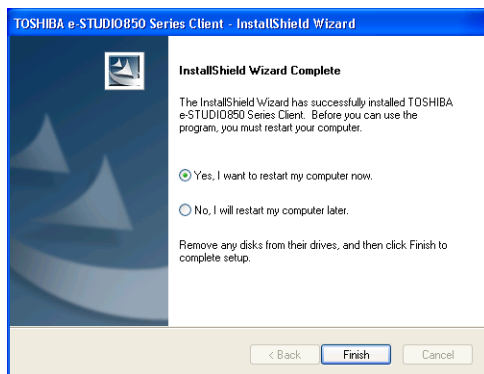 TOSHIBA e-STUDIO850 Series Client - InstallShield Wizard
InstallShield Wizard Complete
The InstallShield Wizard has successfully installed TOSHIBA
e-STUDIO850 Series Client. Before you can use the
program, you must restart your computer.
Yes, I want to restart my computer now.
No, I will restart my computer later.
Remove any disks from their drives, and then click Finish to
complete setup.
< Back Finish Cancel